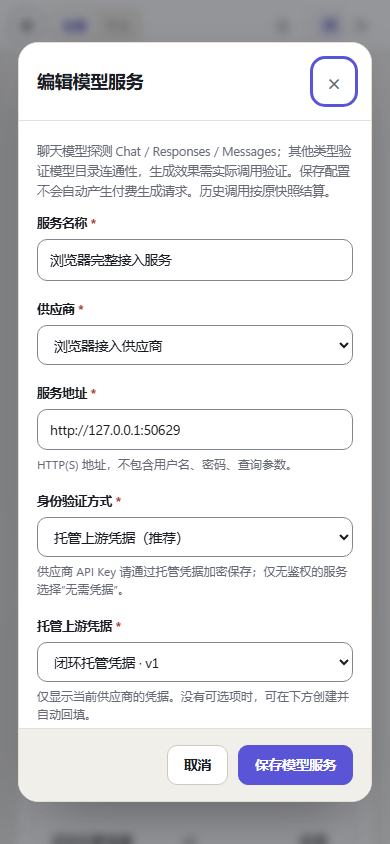 编辑模型服务
×
聊天模型探测 Chat / Responses / Messages；其他类型验
证模型目录连通性，生成效果需实际调用验证。保存配置
不会自动产生付费生成请求。历史调用按原快照结算。
服务名称 *
浏览器完整接入服务
供应商 *
浏览器接入供应商
服务地址 *
http://127.0.0.1:50629
HTTP(S) 地址，不包含用户名、密码、查询参数。
身份验证方式 *
托管上游凭据（推荐）
供应商 API Key 请通过托管凭据加密保存；仅无鉴权的服务
选择“无需凭据”。
托管上游凭据 *
闭环托管凭据 · v1
仅显示当前供应商的凭据。没有可选项时，可在下方创建并
自动回填。
取消
保存模型服务